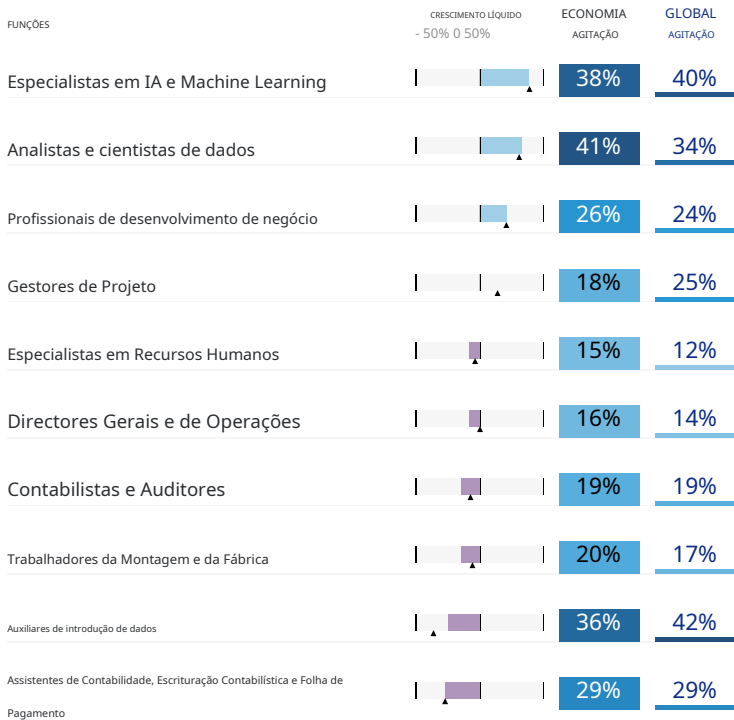 FUNÇÕES
CRESCIMENTO LÍQUIDO
- 50% 0 50%
ECONOMIA
AGITAÇÃO
GLOBAL
AGITAÇÃO
Especialistas em IA e Machine Learning
38%
40%
Analistas e cientistas de dados
41%
34%
Profissionais de desenvolvimento de negócio
26%
24%
Gestores de Projeto
18%
25%
Especialistas em Recursos Humanos
15%
12%
Directores Gerais e de Operações
16%
14%
Contabilistas e Auditores
19%
19%
Trabalhadores da Montagem e da Fábrica
20%
17%
Auxiliares de introdução de dados
36%
42%
Assistentes de Contabilidade, Escrituração Contabilística e Folha de
Pagamento
29%
29%